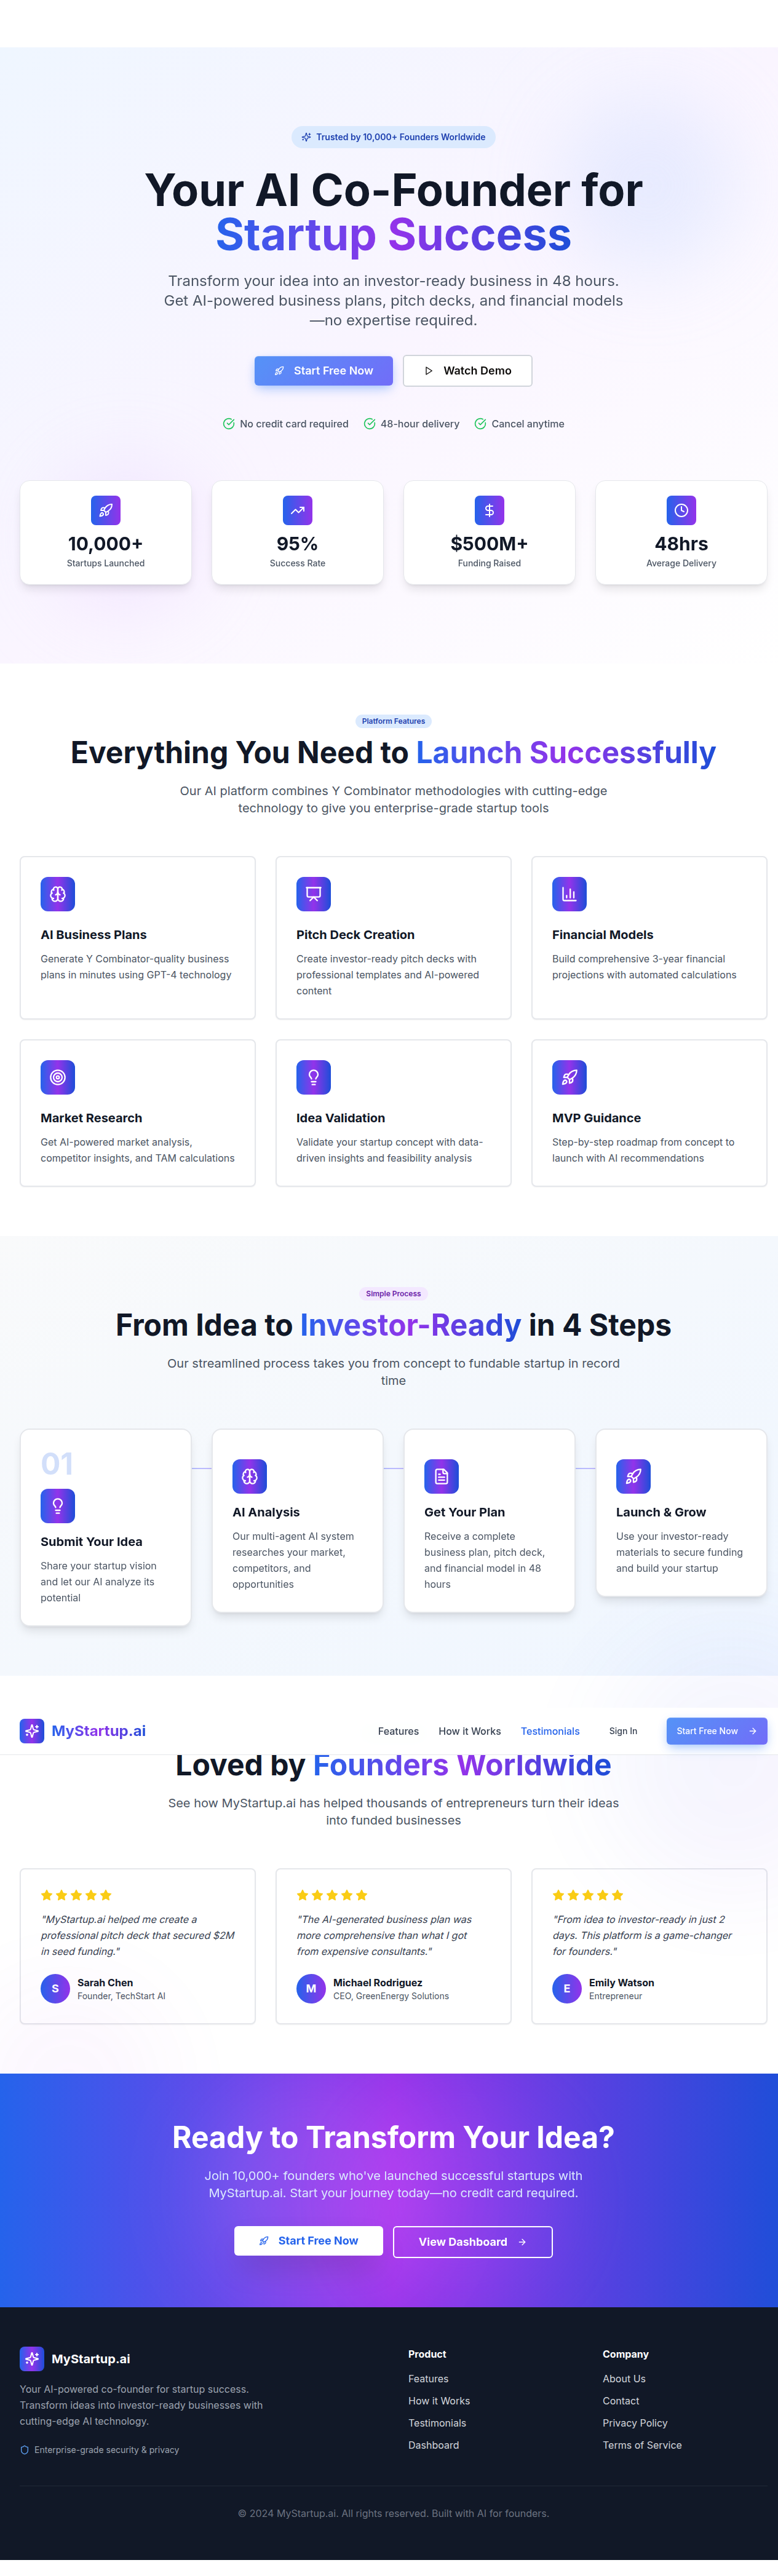 Trusted by 10,000+ Founders Worldwide
Your AI Co-Founder for
Startup Success
Transform your idea into an investor-ready business in 48 hours.
Get AI-powered business plans, pitch decks, and financial models
—no expertise required.
Start Free Now
Watch Demo
No credit card required
48-hour delivery
Cancel anytime
10,000+
Startups Launched
95%
Success Rate
$500M+
Funding Raised
48hrs
Average Delivery
Platform Features
Everything You Need to Launch Successfully
Our AI platform combines Y Combinator methodologies with cutting-edge
technology to give you enterprise-grade startup tools
AI Business Plans
Generate Y Combinator-quality business
plans in minutes using GPT-4 technology
Pitch Deck Creation
Create investor-ready pitch decks with
professional templates and AI-powered
content
Financial Models
Build comprehensive 3-year financial
projections with automated calculations
Market Research
Get AI-powered market analysis,
competitor insights, and TAM calculations
Idea Validation
Validate your startup concept with data-
driven insights and feasibility analysis
MVP Guidance
Step-by-step roadmap from concept to
launch with AI recommendations
Simple Process
From Idea to Investor-Ready in 4 Steps
Our streamlined process takes you from concept to fundable startup in record
time
01
Submit Your Idea
Share your startup vision
and let our AI analyze its
potential
AI Analysis
Our multi-agent AI system
researches your market,
competitors, and
opportunities
Get Your Plan
Receive a complete
business plan, pitch deck,
and financial model in 48
hours
Launch & Grow
Use your investor-ready
materials to secure funding
and build your startup
MyStartup.ai
Features
How it Works
Testimonials
Sign In
Start Free Now
Loved by Founders Worldwide
See how MyStartup.ai has helped thousands of entrepreneurs turn their ideas
into funded businesses
"MyStartup.ai helped me create a
professional pitch deck that secured $2M
in seed funding."
S
Sarah Chen
Founder, TechStart AI
"The AI-generated business plan was
more comprehensive than what I got
from expensive consultants."
M
Michael Rodriguez
CEO, GreenEnergy Solutions
"From idea to investor-ready in just 2
days. This platform is a game-changer
for founders."
E
Emily Watson
Entrepreneur
Ready to Transform Your Idea?
Join 10,000+ founders who've launched successful startups with
MyStartup.ai. Start your journey today—no credit card required.
Start Free Now
View Dashboard
MyStartup.ai
Your AI-powered co-founder for startup success.
Transform ideas into investor-ready businesses with
cutting-edge AI technology.
Enterprise-grade security & privacy
Product
Features
How it Works
Testimonials
Dashboard
Company
About Us
Contact
Privacy Policy
Terms of Service
© 2024 MyStartup.ai. All rights reserved. Built with AI for founders.